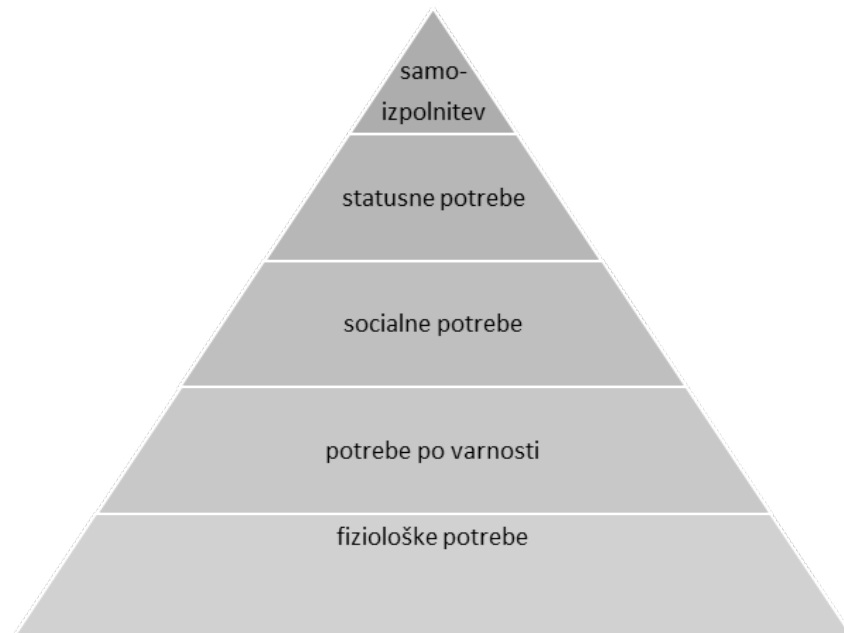 samo-
izpolnitev
statusne potrebe
socialne potrebe
potrebe po varnosti
fiziološke potrebe